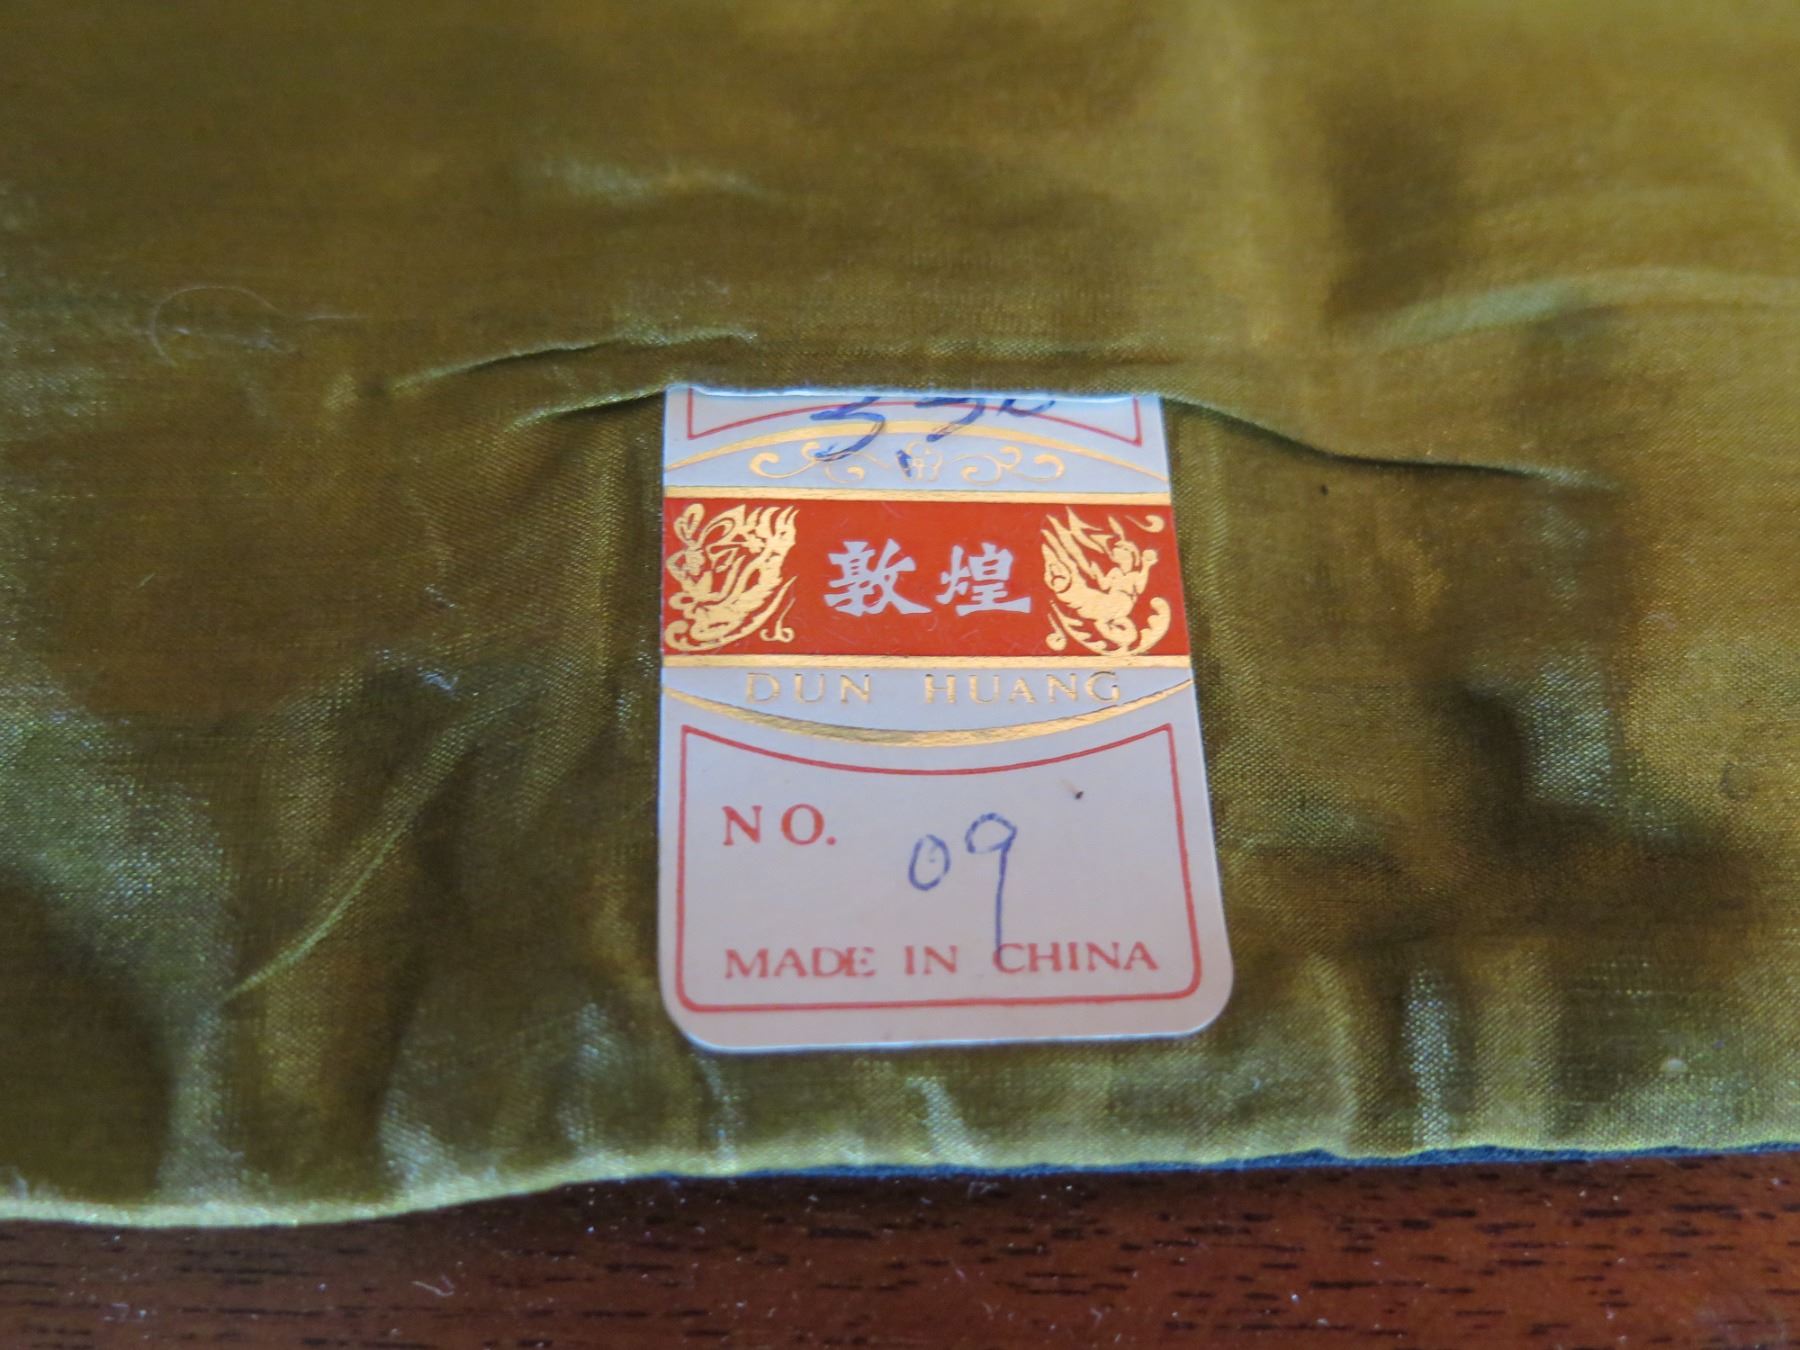 敦煌
DUN HUANG
NO. 09
MADE IN CHINA